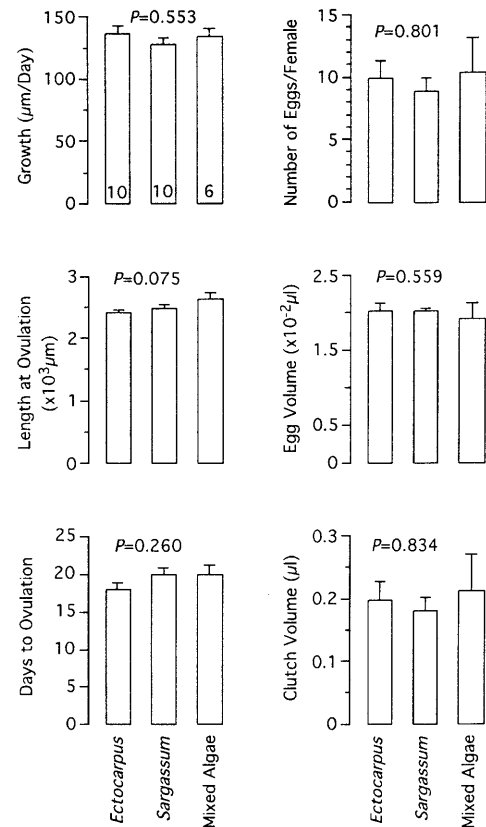 Growth (µm/Day)
150
100
50
0
P=0.553
10
10
6
Number of Eggs/Female
15
10
5
0
P=0.801
Length at Ovulation
(x10³µm)
3
2
1
0
P=0.075
Egg Volume (x10⁻²µl)
2.5
1.5
0.5
0
P=0.559
Days to Ovulation
25
20
15
10
5
0
P=0.260
Clutch Volume (µl)
0.3
0.2
0.1
0
P=0.834
Ectocarpus
Sargassum
Mixed Algae
Ectocarpus
Sargassum
Mixed Algae